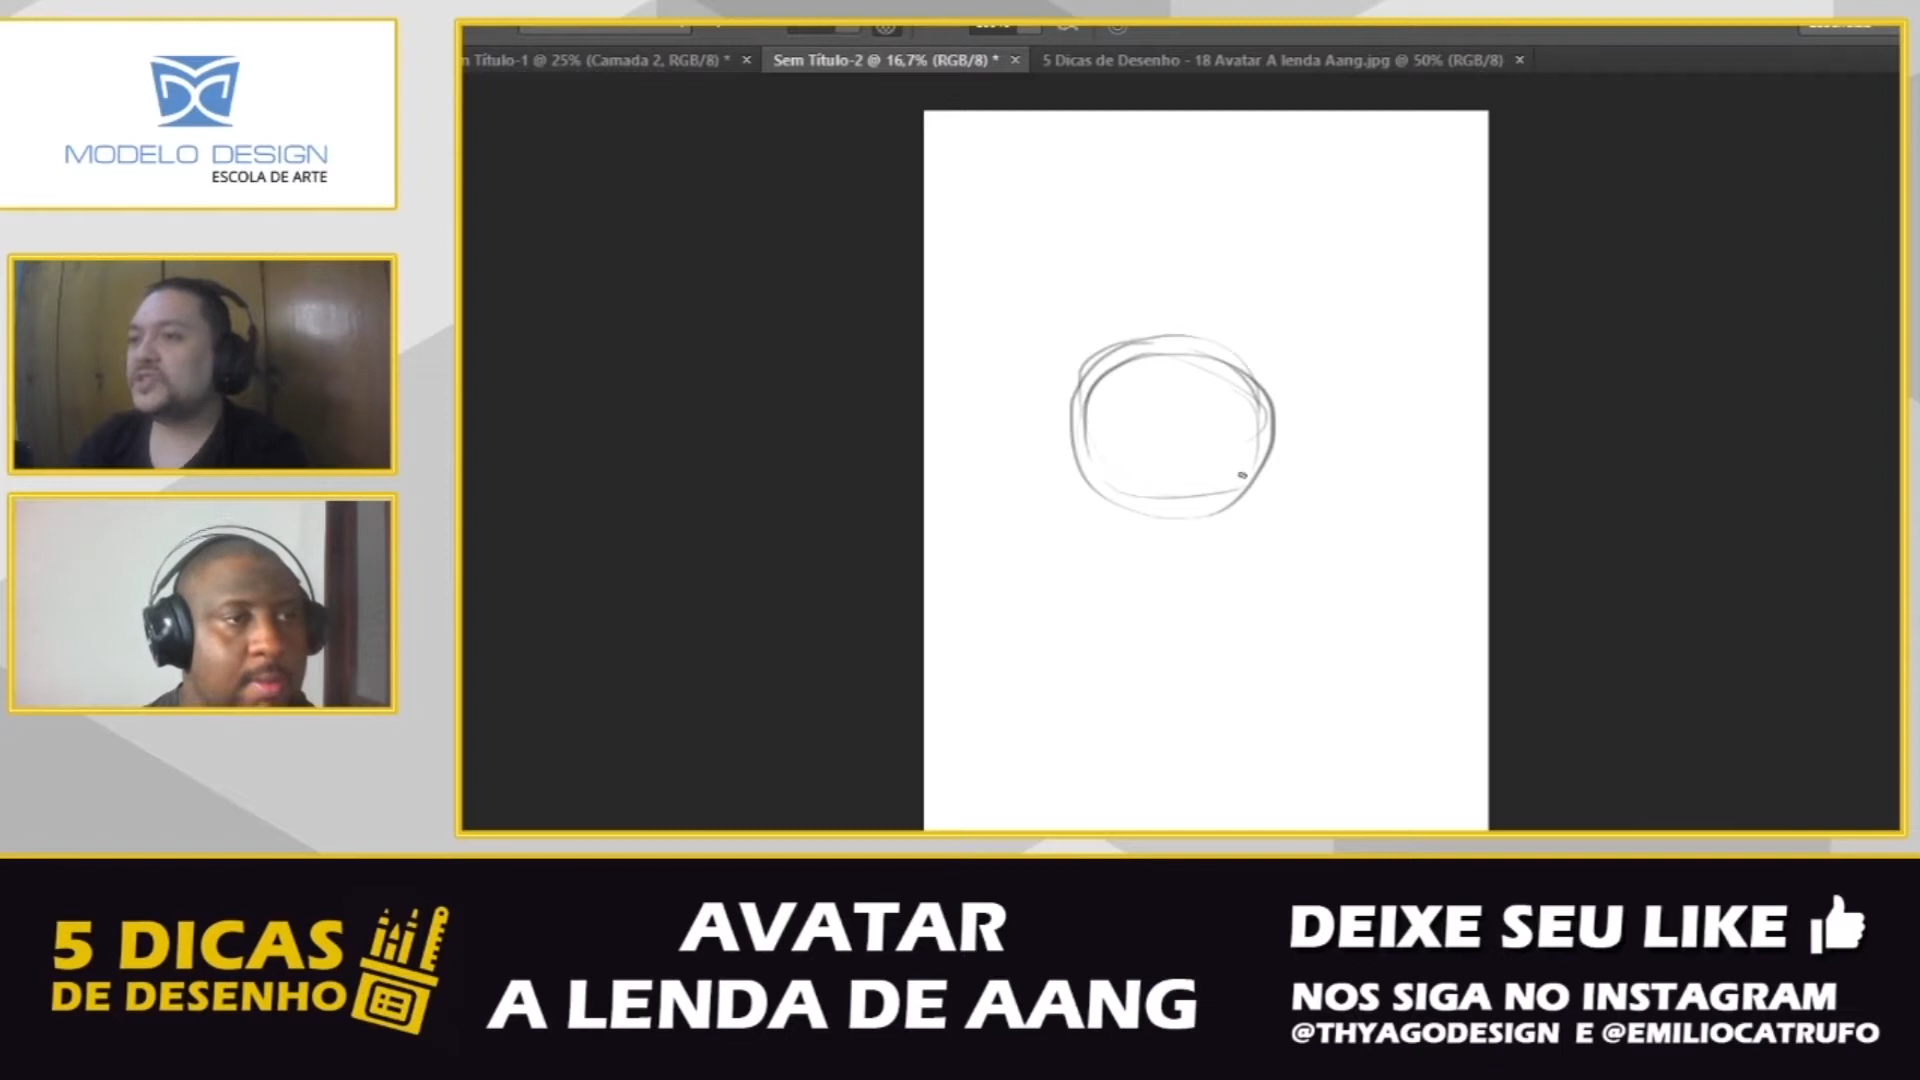 MODELO DESIGN
ESCOLA DE ARTE
Título-1 @ 25% (Camada 2, RGB/8) * ×
Sem Título-2 @ 16,7% (RGB/8) * ×
5 Dicas de Desenho - 18 Avatar A lenda Aang.jpg @ 50% (RGB/8) ×
5 DICAS
DE DESENHO
AVATAR
A LENDA DE AANG
DEIXE SEU LIKE
NOS SIGA NO INSTAGRAM
@THYAGODESIGN E @EMILIOCATRUFO